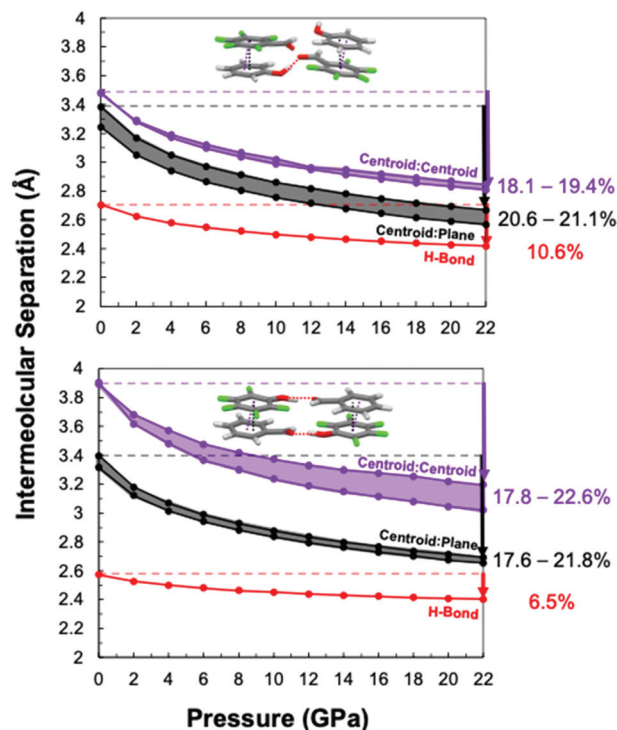 Intermeolcular Separation (Å)
4
3.8
3.6
3.4
3.2
3
2.8
2.6
2.4
2.2
2
Centroid:Centroid
18.1 – 19.4%
20.6 – 21.1%
Centroid:Plane
H-Bond
10.6%
0 2 4 6 8 10 12 14 16 18 20 22
4
3.8
3.6
3.4
3.2
3
2.8
2.6
2.4
2.2
2
Centroid:Centroid
17.8 – 22.6%
Centroid:Plane
17.6 – 21.8%
H-Bond
6.5%
0 2 4 6 8 10 12 14 16 18 20 22
Pressure (GPa)